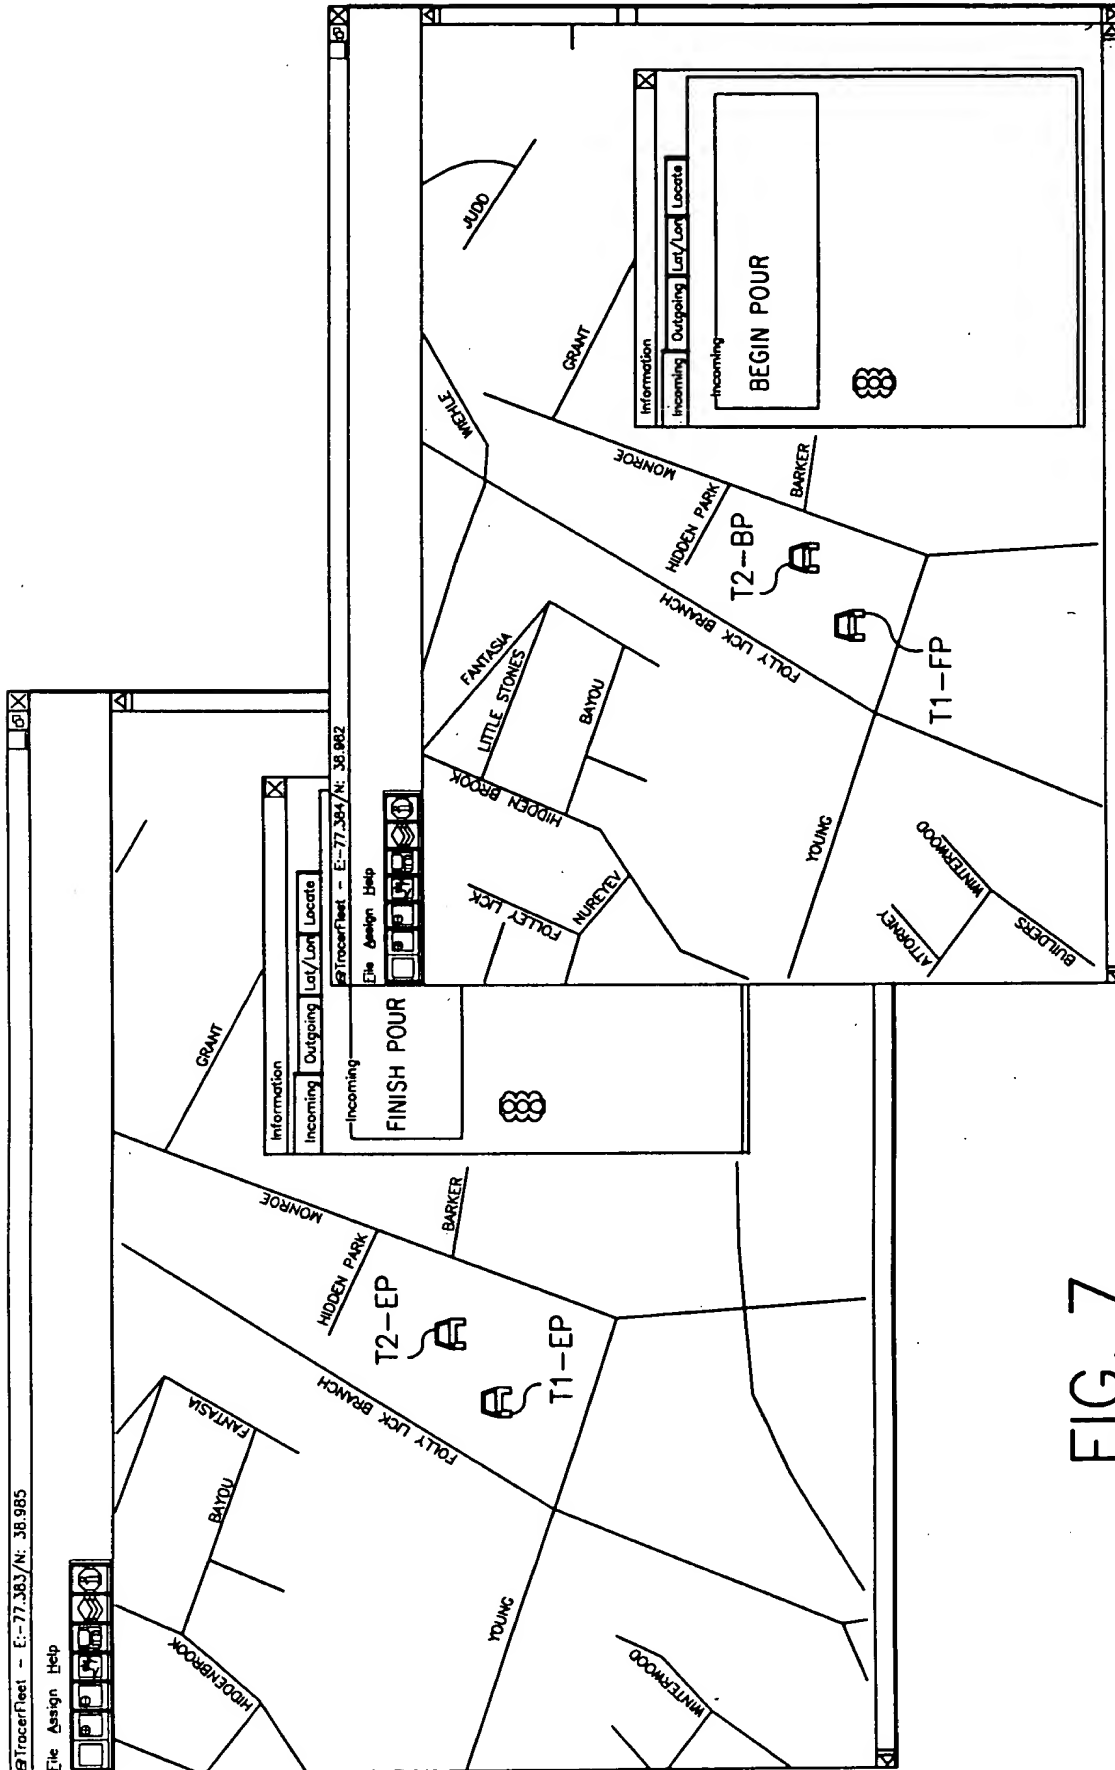 @TracerFleet - E:-77.383/N: 38.985
File Assign Help
HIDDENBROOK
BAYOU
FANTASIA
FOLLY LICK BRANCH
MONROE
GRANT
HIDDEN PARK
BARKER
T2-EP
T1-EP
YOUNG
WINTERWOOD
Information
Incoming Outgoing Lat/Lon Locate
Incoming
FINISH POUR
@TracerFleet - E:-77.384/N: 38.982
File Assign Help
FOLLEY LICK
NUREYEV
HIDDEN BROOK
LITTLE STONES
FANTASIA
BAYOU
WIEHLE
JUDD
GRANT
MONROE
HIDDEN PARK
BARKER
FOLLY LICK BRANCH
T2-BP
T1-FP
YOUNG
ATTORNEY
WINTERWOOD
BUILDERS
Information
Incoming Outgoing Lat/Lon Locate
Incoming
BEGIN POUR
FIG. 7